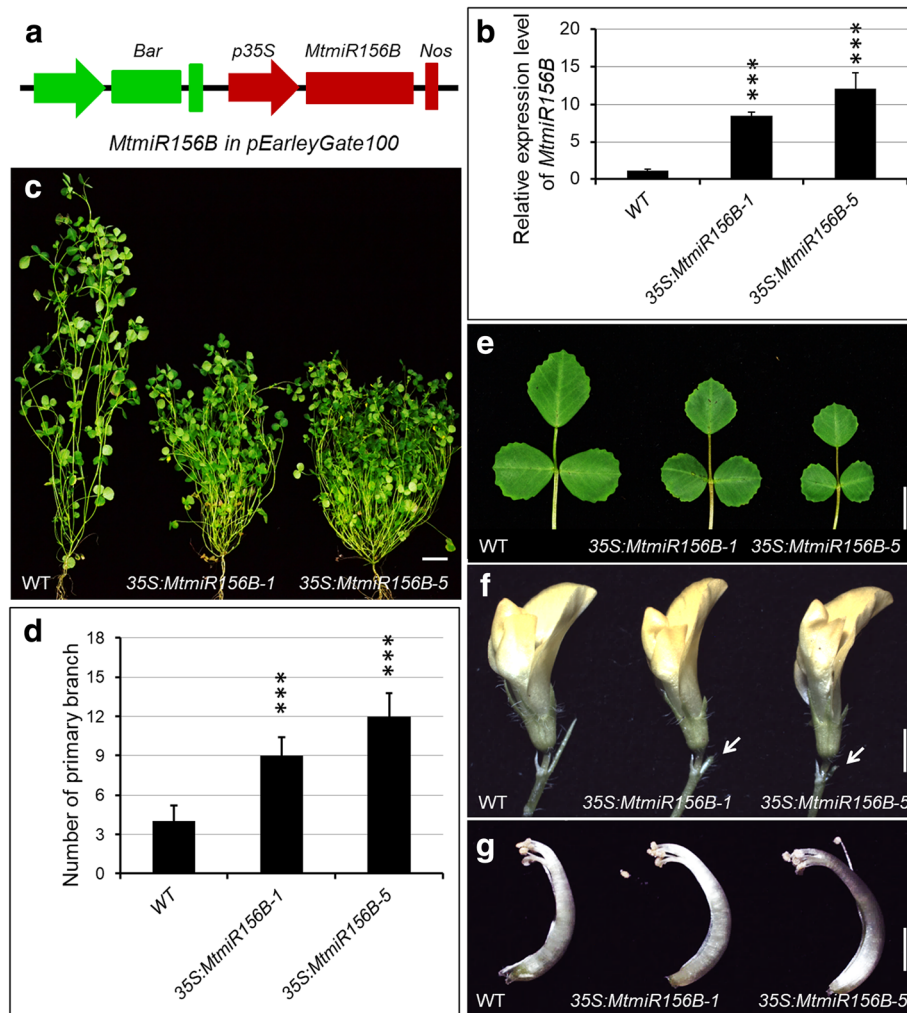 a
Bar p35S MtmiR156B Nos
MtmiR156B in pEarleyGate100
b
Relative expression level
of MtmiR156B
20
15
10
5
0
***
***
WT
35S:MtmiR156B-1
35S:MtmiR156B-5
c
WT 35S:MtmiR156B-1 35S:MtmiR156B-5
d
Number of primary branch
18
15
12
9
6
3
0
***
***
WT
35S:MtmiR156B-1
35S:MtmiR156B-5
e
WT 35S:MtmiR156B-1 35S:MtmiR156B-5
f
WT 35S:MtmiR156B-1 35S:MtmiR156B-5
g
WT 35S:MtmiR156B-1 35S:MtmiR156B-5